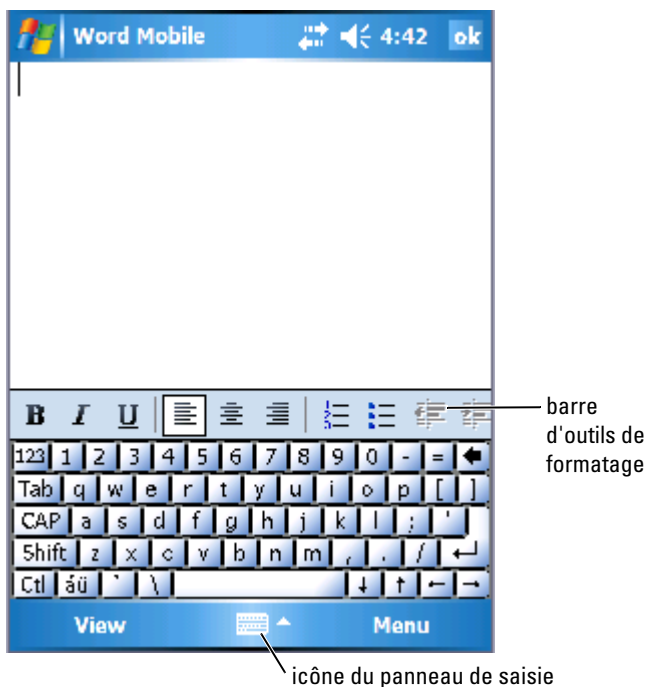 Word Mobile 4:42 ok
B I U
barre
d'outils de
formatage
123 1 2 3 4 5 6 7 8 9 0 - =
Tab q w e r t y u i o p [ ]
CAP a s d f g h j k l ; '
Shift z x c v b n m , . /
Ctl áü ` \
View Menu
icône du panneau de saisie